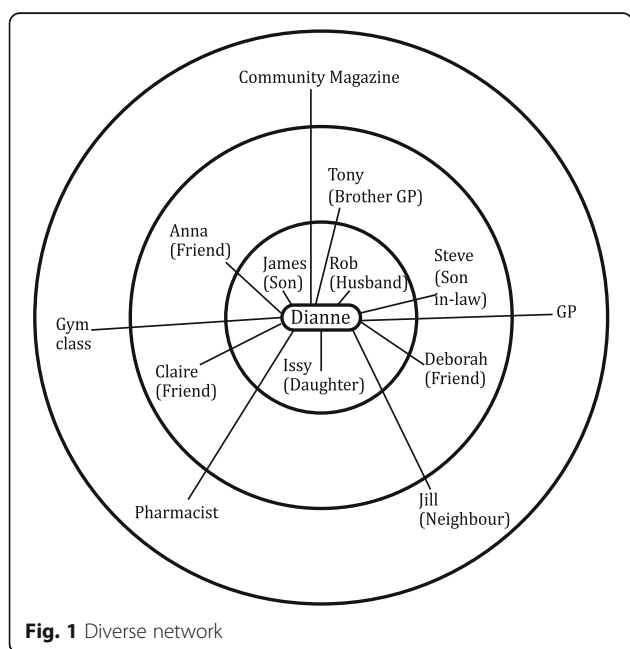 Community Magazine
Tony
(Brother GP)
Anna
(Friend)
James
(Son)
Rob
(Husband)
Steve
(Son
in-law)
Dianne
GP
Gym
class
Issy
(Daughter)
Deborah
(Friend)
Claire
(Friend)
Pharmacist
Jill
(Neighbour)
Fig. 1 Diverse network